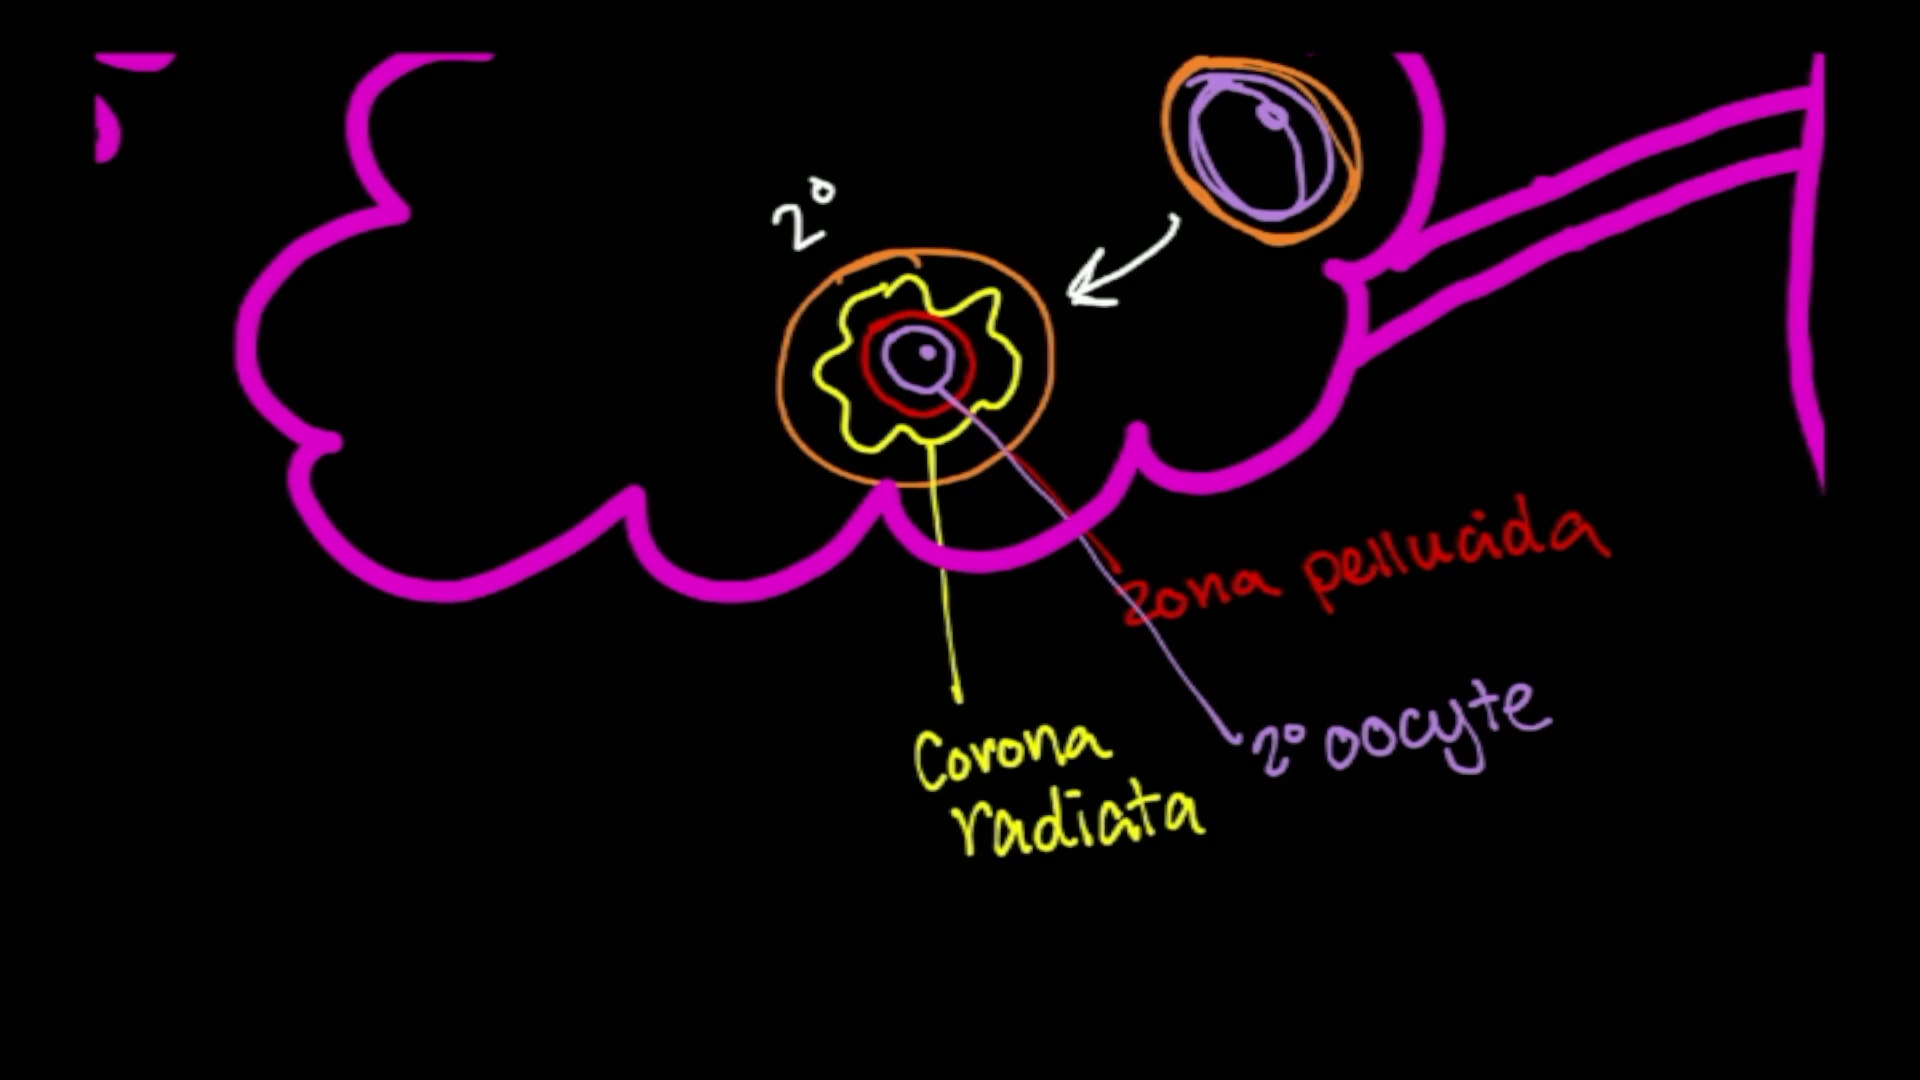 2°
zona pellucida
2° oocyte
Corona
radiata